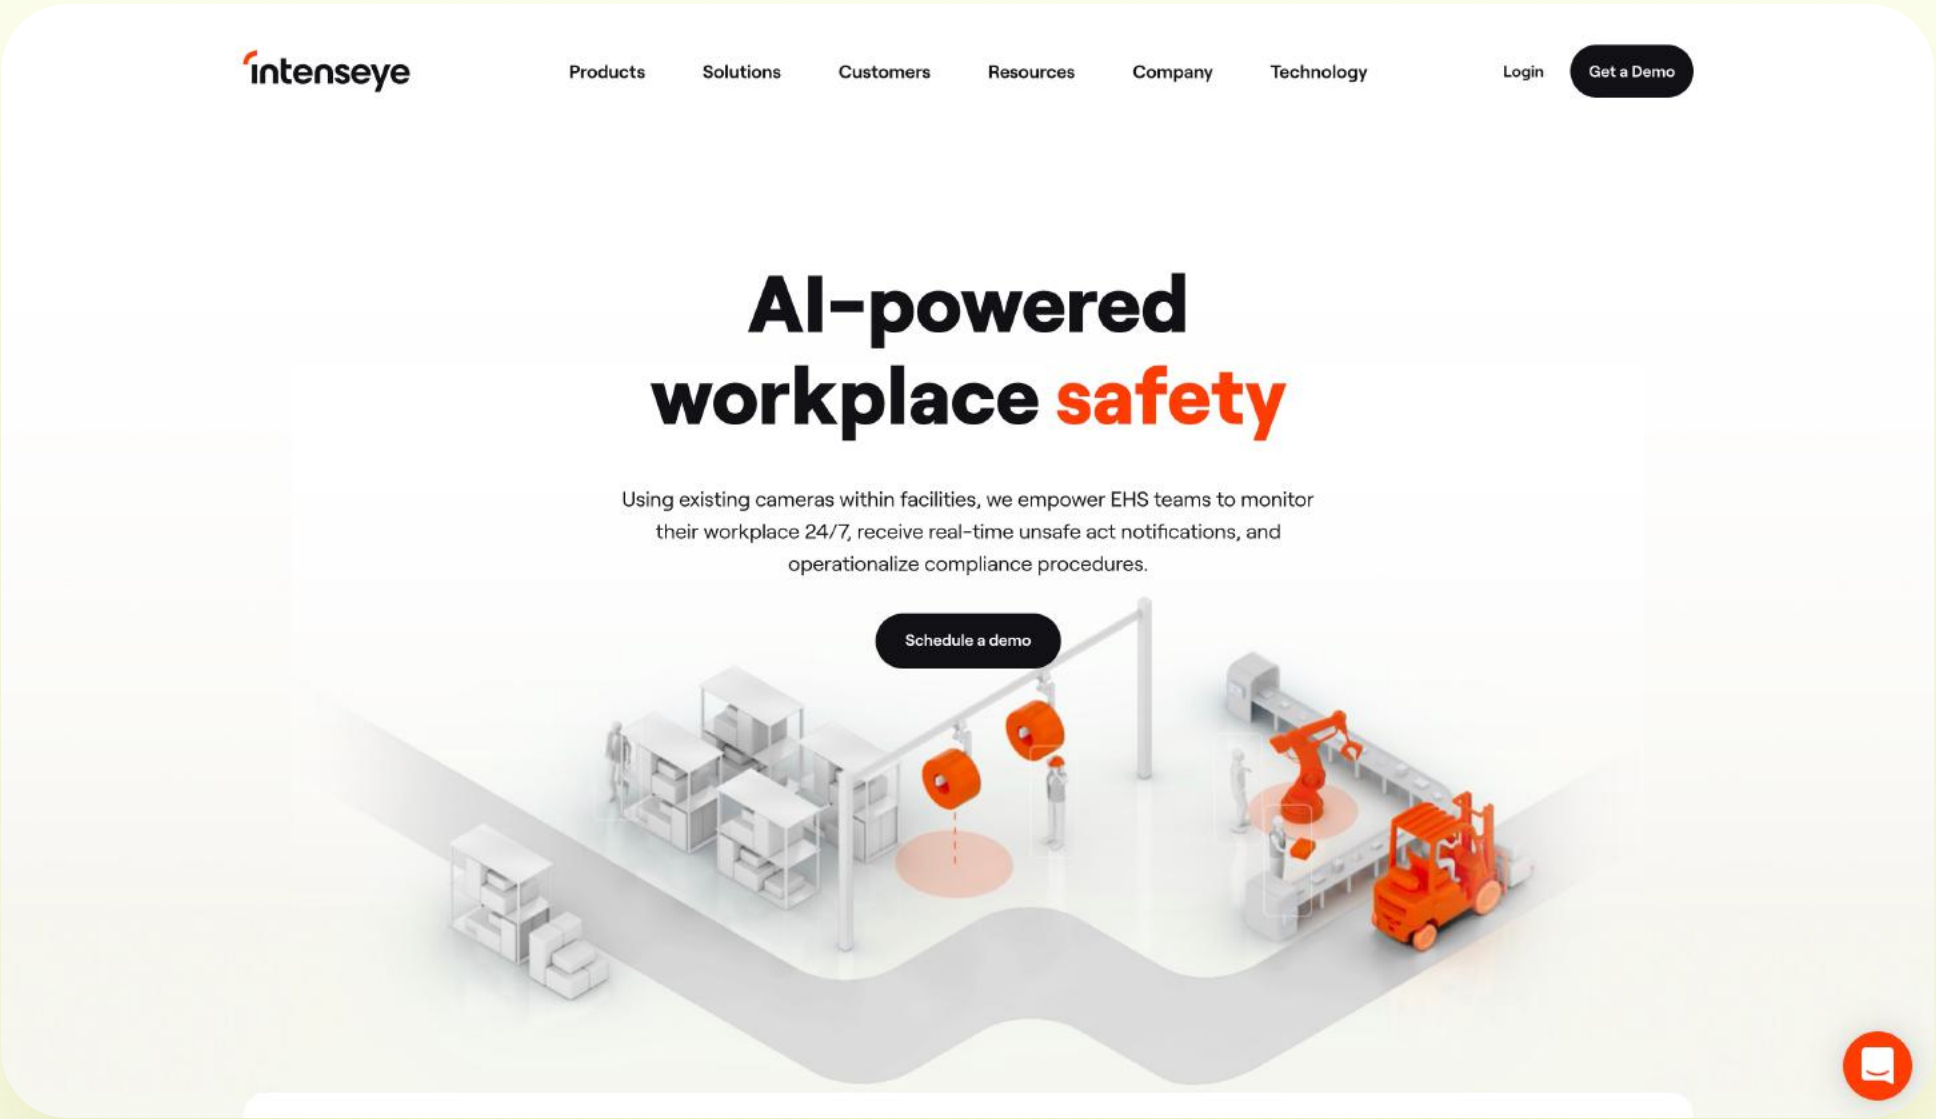 intenseye
Products
Solutions
Customers
Resources
Company
Technology
Login
Get a Demo
AI-powered
workplace safety
Using existing cameras within facilities, we empower EHS teams to monitor
their workplace 24/7, receive real-time unsafe act notifications, and
operationalize compliance procedures.
Schedule a demo